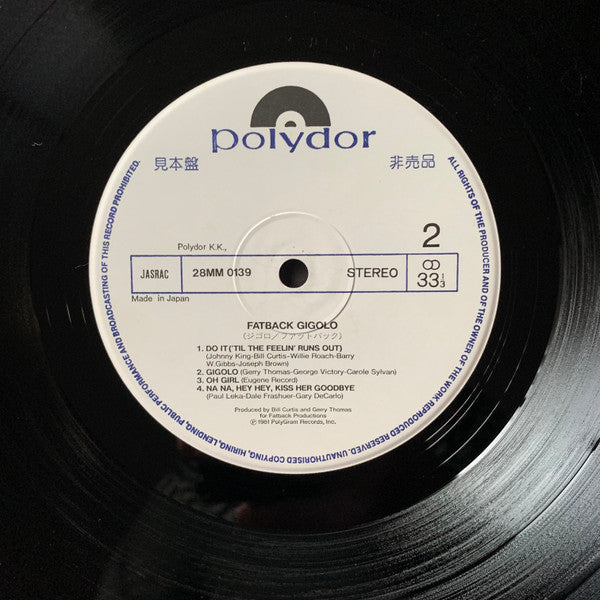 polydor
見本盤 非売品
ALL RIGHTS OF THE PRODUCER AND OF THE OWNER OF THE WORK REPRODUCED RESERVED. UNAUTHORISED COPYING, HIRING, LENDING, PUBLIC PERFORMANCE AND BROADCASTING OF THIS RECORD PROHIBITED.
Polydor K.K.,
2
JASRAC 28MM 0139 STEREO 33 1/3
Made in Japan
FATBACK GIGOLO
(ジゴロ/ファットバック)
1. DO IT('TIL THE FEELIN' RUNS OUT)
(Johnny King-Bill Curtis-Willie Roach-Barry
W.Gibbs-Joseph Brown)
2. GIGOLO (Gerry Thomas-George Victory-Carole Sylvan)
3. OH GIRL (Eugene Record)
4. NA NA, HEY HEY, KISS HER GOODBYE
(Paul Leka-Dale Frashuer-Gary DeCarlo)
Produced by Bill Curtis and Gerry Thomas
for Fatback Productions
℗ 1981 PolyGram Records, Inc.